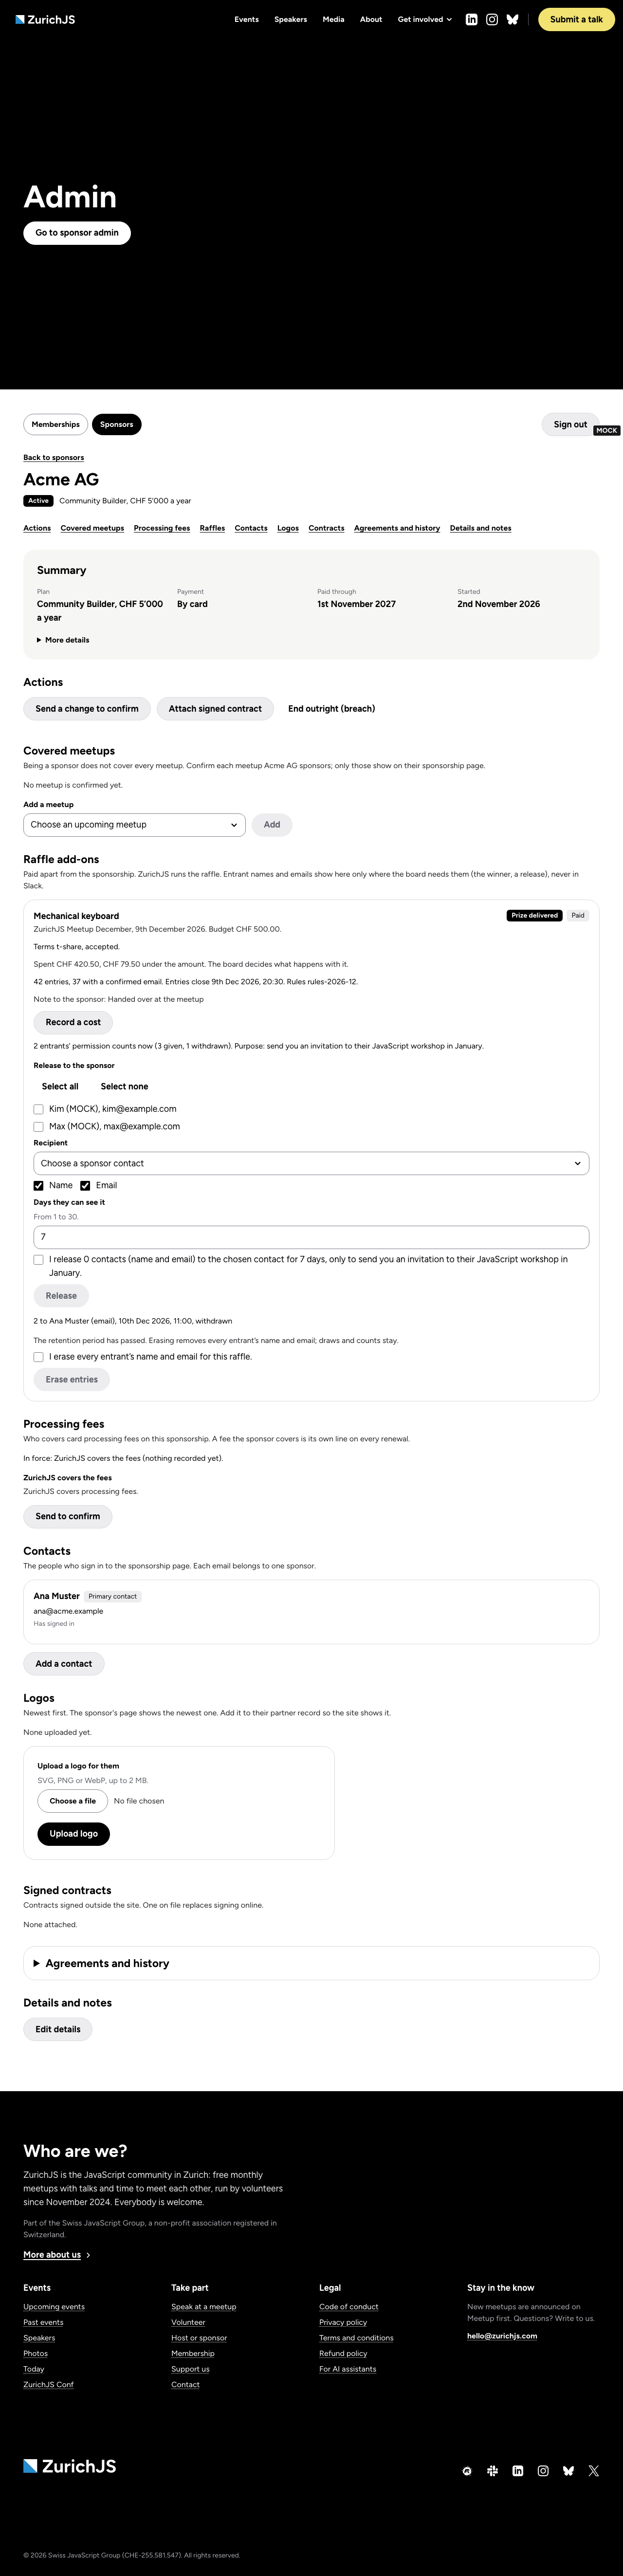 ZurichJS
Events
Speakers
Media
About
Get involved
Submit a talk
Admin
Go to sponsor admin
Memberships
Sponsors
Sign out
MOCK
Back to sponsors
Acme AG
Active
Community Builder, CHF 5’000 a year
Actions
Covered meetups
Processing fees
Raffles
Contacts
Logos
Contracts
Agreements and history
Details and notes
Summary
Plan
Community Builder, CHF 5’000
a year
Payment
By card
Paid through
1st November 2027
Started
2nd November 2026
More details
Actions
Send a change to confirm
Attach signed contract
End outright (breach)
Covered meetups
Being a sponsor does not cover every meetup. Confirm each meetup Acme AG sponsors; only those show on their sponsorship page.
No meetup is confirmed yet.
Add a meetup
Choose an upcoming meetup
Add
Raffle add-ons
Paid apart from the sponsorship. ZurichJS runs the raffle. Entrant names and emails show here only where the board needs them (the winner, a release), never in
Slack.
Mechanical keyboard
Prize delivered
Paid
ZurichJS Meetup December, 9th December 2026. Budget CHF 500.00.
Terms t-share, accepted.
Spent CHF 420.50, CHF 79.50 under the amount. The board decides what happens with it.
42 entries, 37 with a confirmed email. Entries close 9th Dec 2026, 20:30. Rules rules-2026-12.
Note to the sponsor: Handed over at the meetup
Record a cost
2 entrants’ permission counts now (3 given, 1 withdrawn). Purpose: send you an invitation to their JavaScript workshop in January.
Release to the sponsor
Select all
Select none
Kim (MOCK), kim@example.com
Max (MOCK), max@example.com
Recipient
Choose a sponsor contact
Name
Email
Days they can see it
From 1 to 30.
7
I release 0 contacts (name and email) to the chosen contact for 7 days, only to send you an invitation to their JavaScript workshop in
January.
Release
2 to Ana Muster (email), 10th Dec 2026, 11:00, withdrawn
The retention period has passed. Erasing removes every entrant’s name and email; draws and counts stay.
I erase every entrant’s name and email for this raffle.
Erase entries
Processing fees
Who covers card processing fees on this sponsorship. A fee the sponsor covers is its own line on every renewal.
In force: ZurichJS covers the fees (nothing recorded yet).
ZurichJS covers the fees
ZurichJS covers processing fees.
Send to confirm
Contacts
The people who sign in to the sponsorship page. Each email belongs to one sponsor.
Ana Muster
Primary contact
ana@acme.example
Has signed in
Add a contact
Logos
Newest first. The sponsor’s page shows the newest one. Add it to their partner record so the site shows it.
None uploaded yet.
Upload a logo for them
SVG, PNG or WebP, up to 2 MB.
Choose a file
No file chosen
Upload logo
Signed contracts
Contracts signed outside the site. One on file replaces signing online.
None attached.
Agreements and history
Details and notes
Edit details
Who are we?
ZurichJS is the JavaScript community in Zurich: free monthly
meetups with talks and time to meet each other, run by volunteers
since November 2024. Everybody is welcome.
Part of the Swiss JavaScript Group, a non-profit association registered in
Switzerland.
More about us
Events
Upcoming events
Past events
Speakers
Photos
Today
ZurichJS Conf
Take part
Speak at a meetup
Volunteer
Host or sponsor
Membership
Support us
Contact
Legal
Code of conduct
Privacy policy
Terms and conditions
Refund policy
For AI assistants
Stay in the know
New meetups are announced on
Meetup first. Questions? Write to us.
hello@zurichjs.com
ZurichJS
© 2026 Swiss JavaScript Group (CHE-255.581.547). All rights reserved.